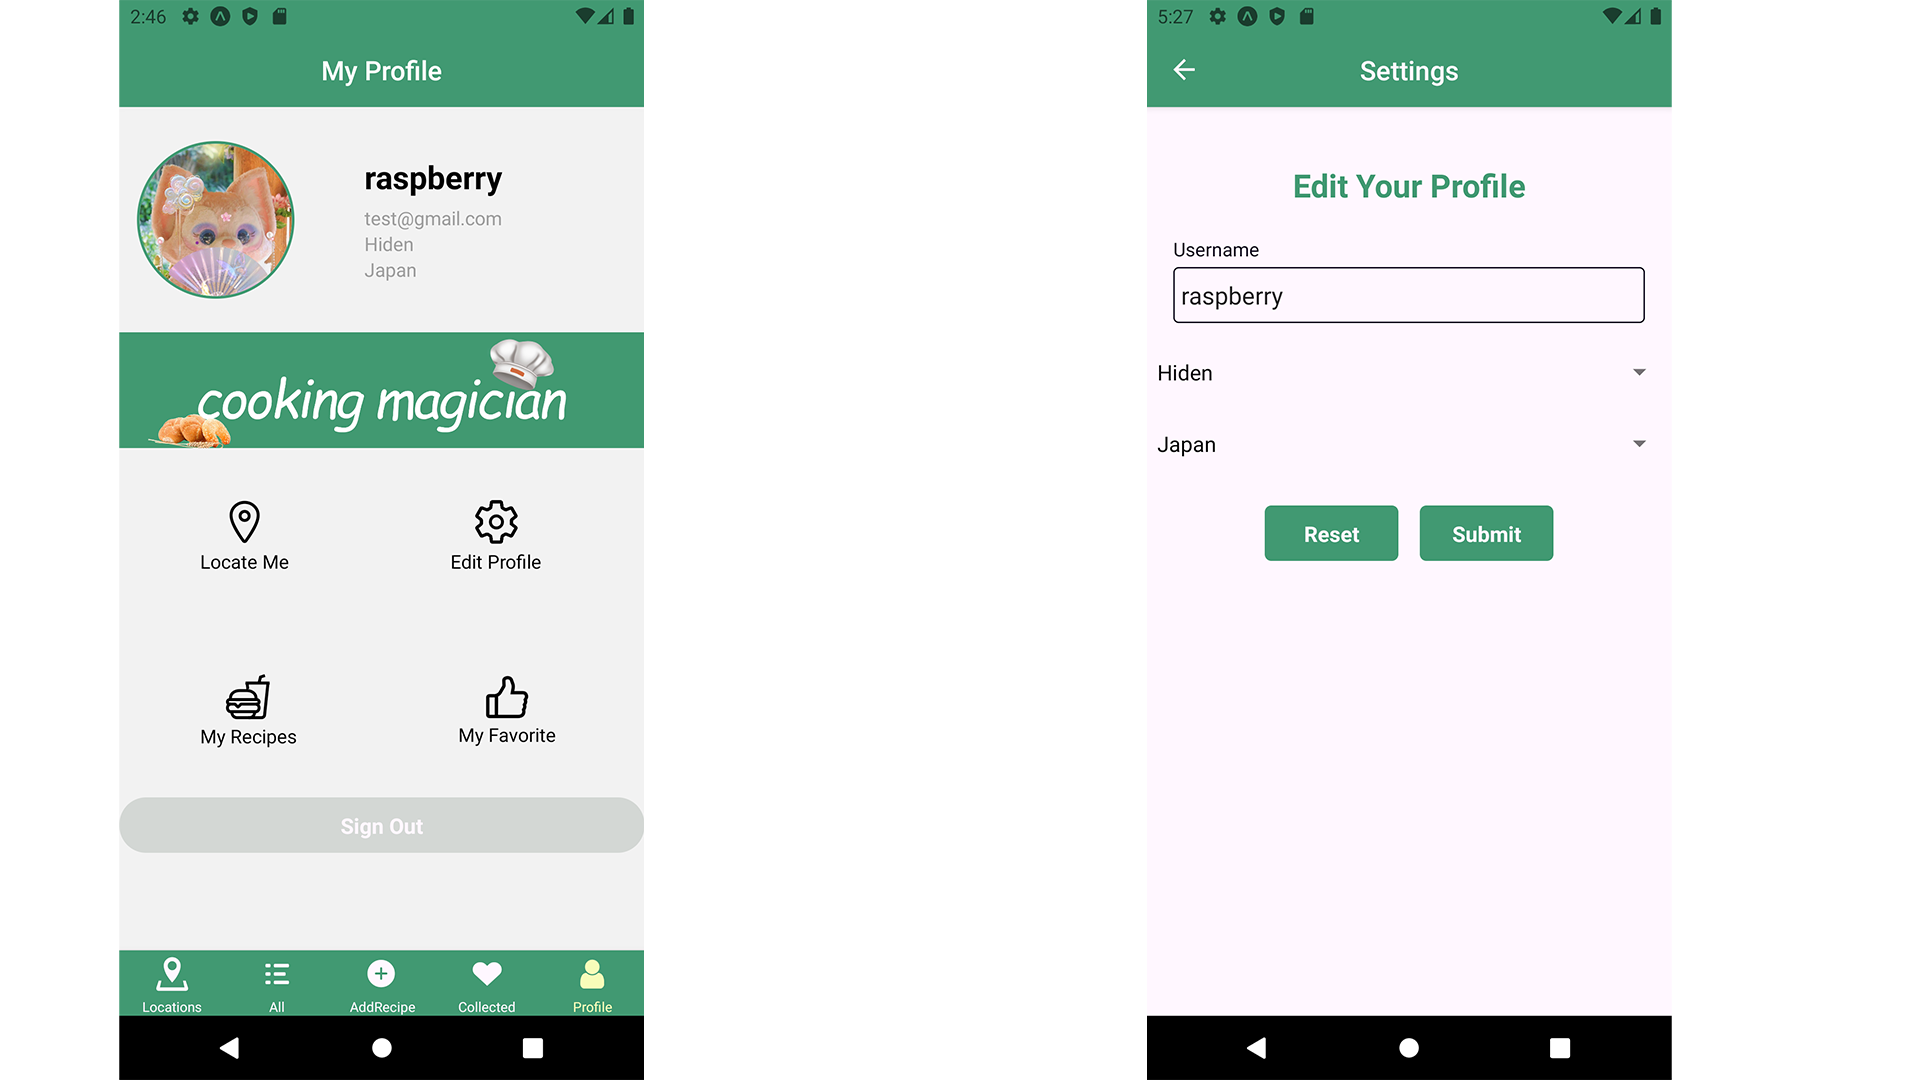 2:46
My Profile
raspberry
test@gmail.com
Hiden
Japan
cooking magician
Locate Me
Edit Profile
My Recipes
My Favorite
Sign Out
Locations
All
AddRecipe
Collected
Profile
5:27
Settings
Edit Your Profile
Username
raspberry
Hiden
Japan
Reset
Submit